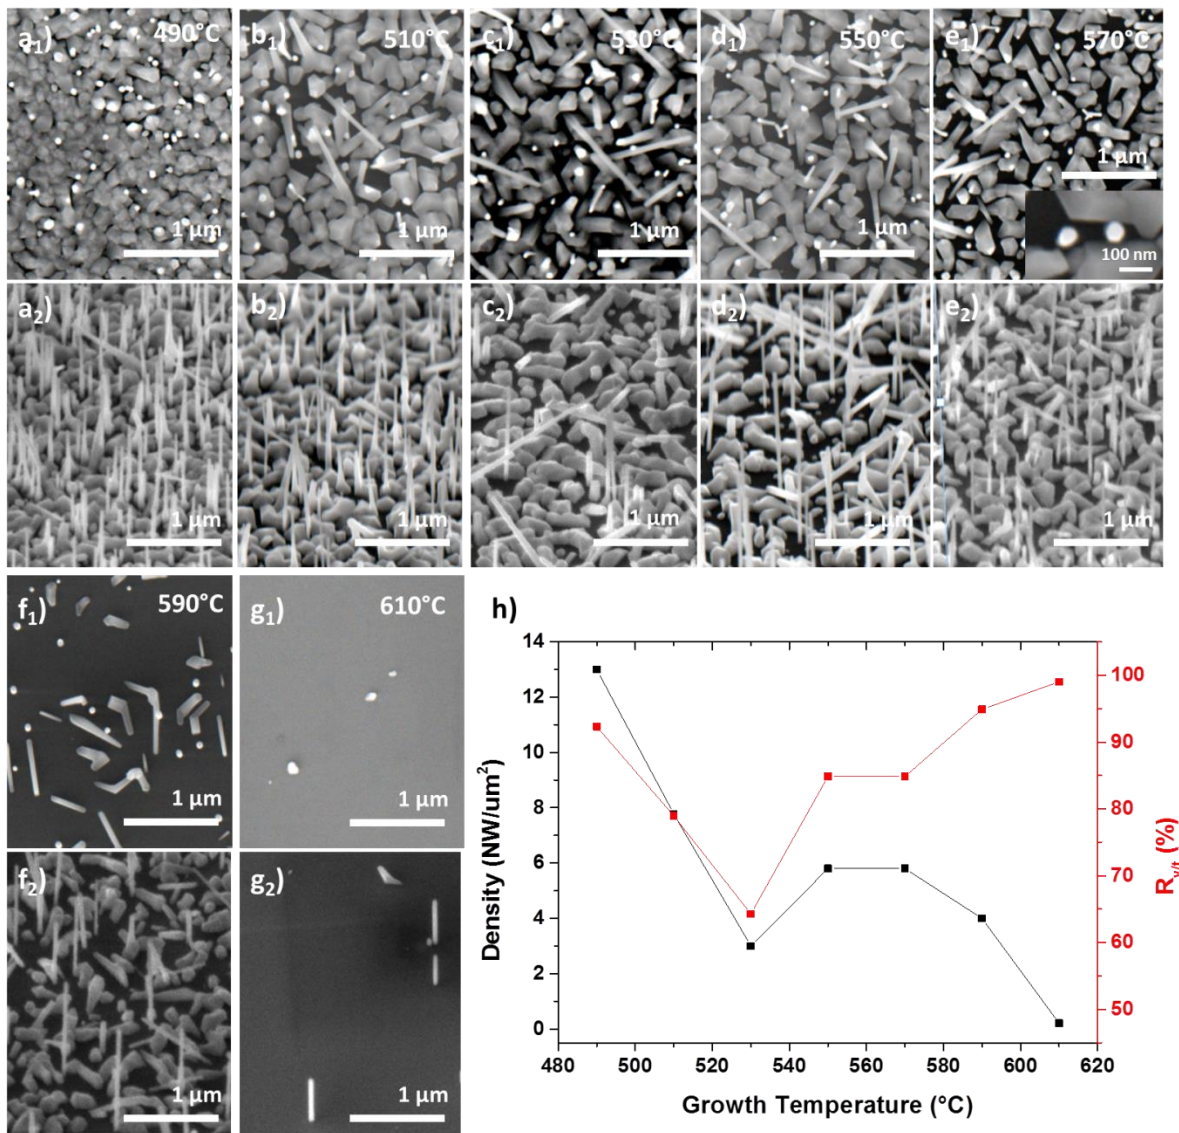 a1) 490°C
1 µm
b1) 510°C
1 µm
c1) 530°C
1 µm
d1) 550°C
1 µm
e1) 570°C
1 µm
100 nm
a2)
1 µm
b2)
1 µm
c2)
1 µm
d2)
1 µm
e2)
1 µm
f1) 590°C
1 µm
g1) 610°C
1 µm
f2)
1 µm
g2)
1 µm
h)
14
12
10
8
6
4
2
0
Density (NW/um²)
100
90
80
70
60
50
Rv/t (%)
480 500 520 540 560 580 600 620
Growth Temperature (°C)